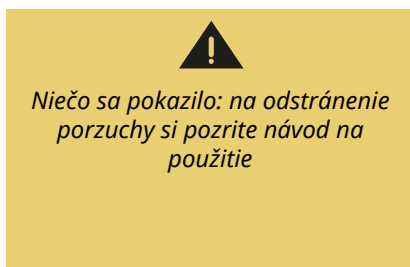 Niečo sa pokazilo: na odstránenie
porzuchy si pozrite návod na
použitie